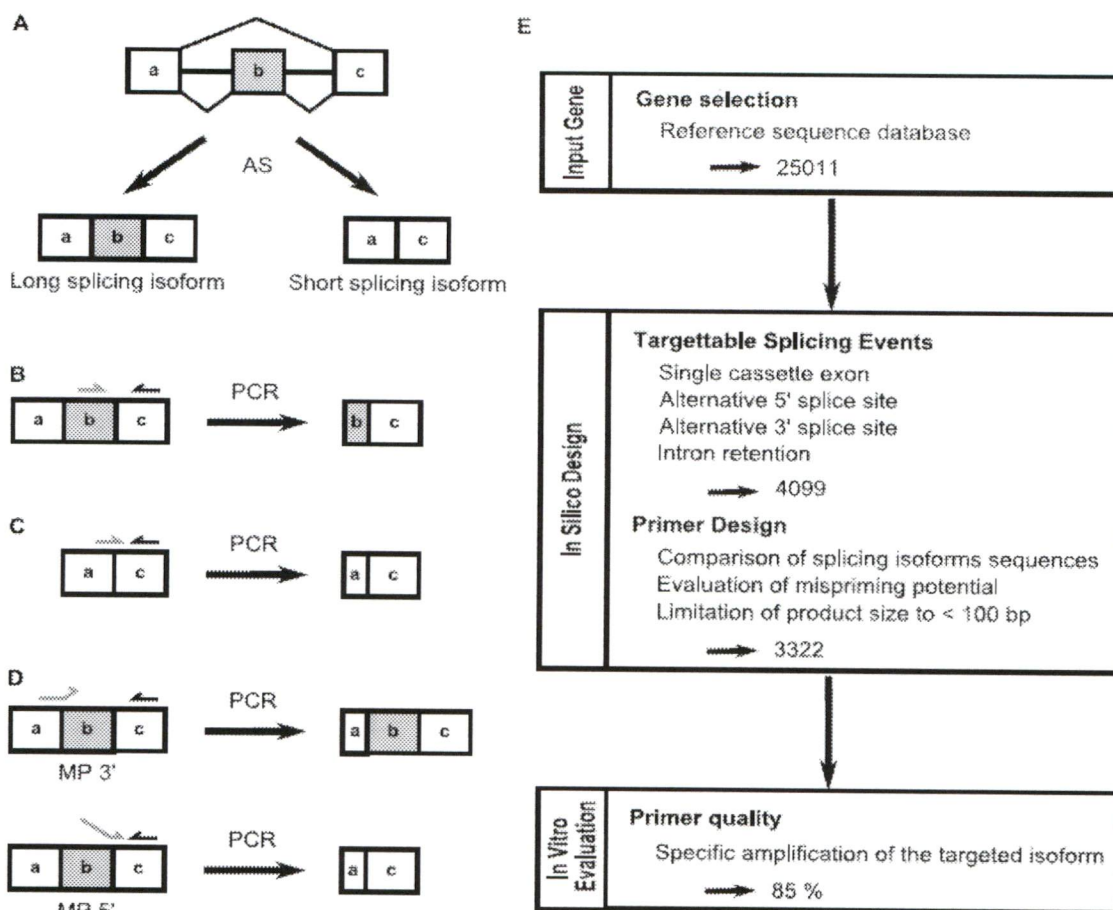 A
a b c
AS
a b c
a c
Long splicing isoform
Short splicing isoform
B
a b c
PCR
b c
C
a c
PCR
a c
D
a b c
PCR
a b c
MP 3'
a b c
PCR
a c
MP 5'
E
Input Gene
Gene selection
Reference sequence database
25011
In Silico Design
Targettable Splicing Events
Single cassette exon
Alternative 5' splice site
Alternative 3' splice site
Intron retention
4099
Primer Design
Comparison of splicing isoforms sequences
Evaluation of mispriming potential
Limitation of product size to < 100 bp
3322
In Vitro
Evaluation
Primer quality
Specific amplification of the targeted isoform
85 %